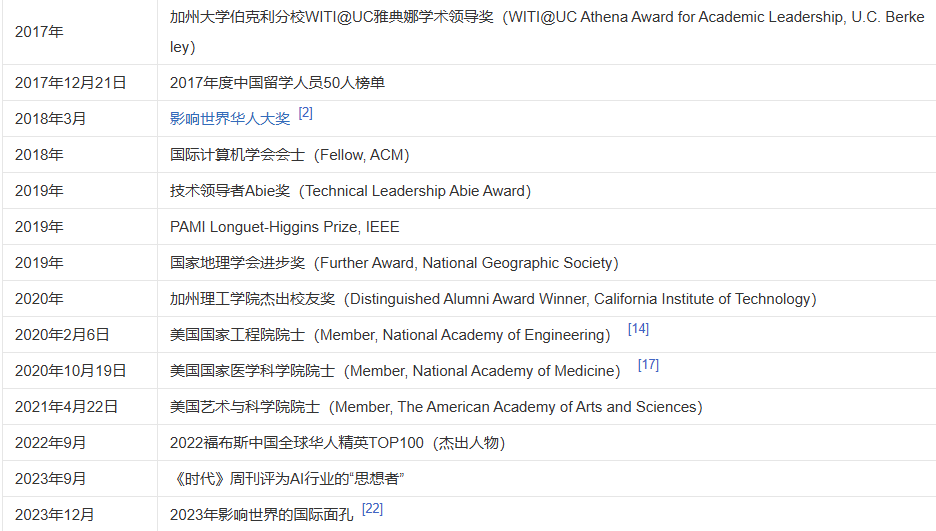 2017年
加州大学伯克利分校WITI@UC雅典娜学术领导奖（WITI@UC Athena Award for Academic Leadership, U.C. Berke
ley）
2017年12月21日 2017年度中国留学人员50人榜单
2018年3月 影响世界华人大奖 [2]
2018年 国际计算机学会会士（Fellow, ACM）
2019年 技术领导者Abie奖（Technical Leadership Abie Award）
2019年 PAMI Longuet-Higgins Prize, IEEE
2019年 国家地理学会进步奖（Further Award, National Geographic Society）
2020年 加州理工学院杰出校友奖（Distinguished Alumni Award Winner, California Institute of Technology）
2020年2月6日 美国国家工程院院士（Member, National Academy of Engineering） [14]
2020年10月19日 美国国家医学科学院院士（Member, National Academy of Medicine） [17]
2021年4月22日 美国艺术与科学院院士（Member, The American Academy of Arts and Sciences）
2022年9月 2022福布斯中国全球华人精英TOP100（杰出人物）
2023年9月 《时代》周刊评为AI行业的“思想者”
2023年12月 2023年影响世界的国际面孔 [22]